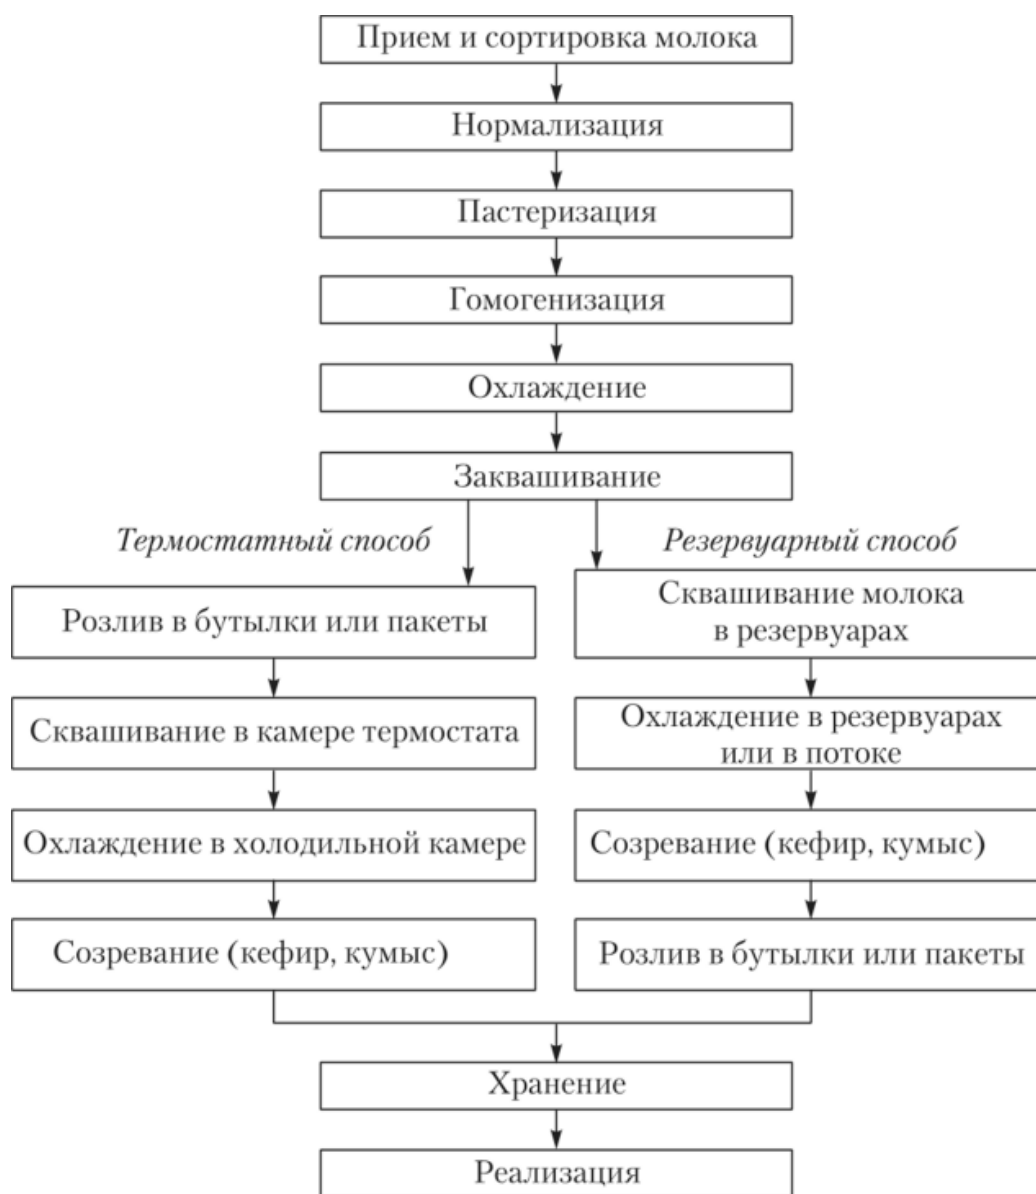 Прием и сортировка молока
Нормализация
Пастеризация
Гомогенизация
Охлаждение
Заквашивание
Термостатный способ
Розлив в бутылки или пакеты
Сквашивание в камере термостата
Охлаждение в холодильной камере
Созревание (кефир, кумыс)
Резервуарный способ
Сквашивание молока
в резервуарах
Охлаждение в резервуарах
или в потоке
Созревание (кефир, кумыс)
Розлив в бутылки или пакеты
Хранение
Реализация